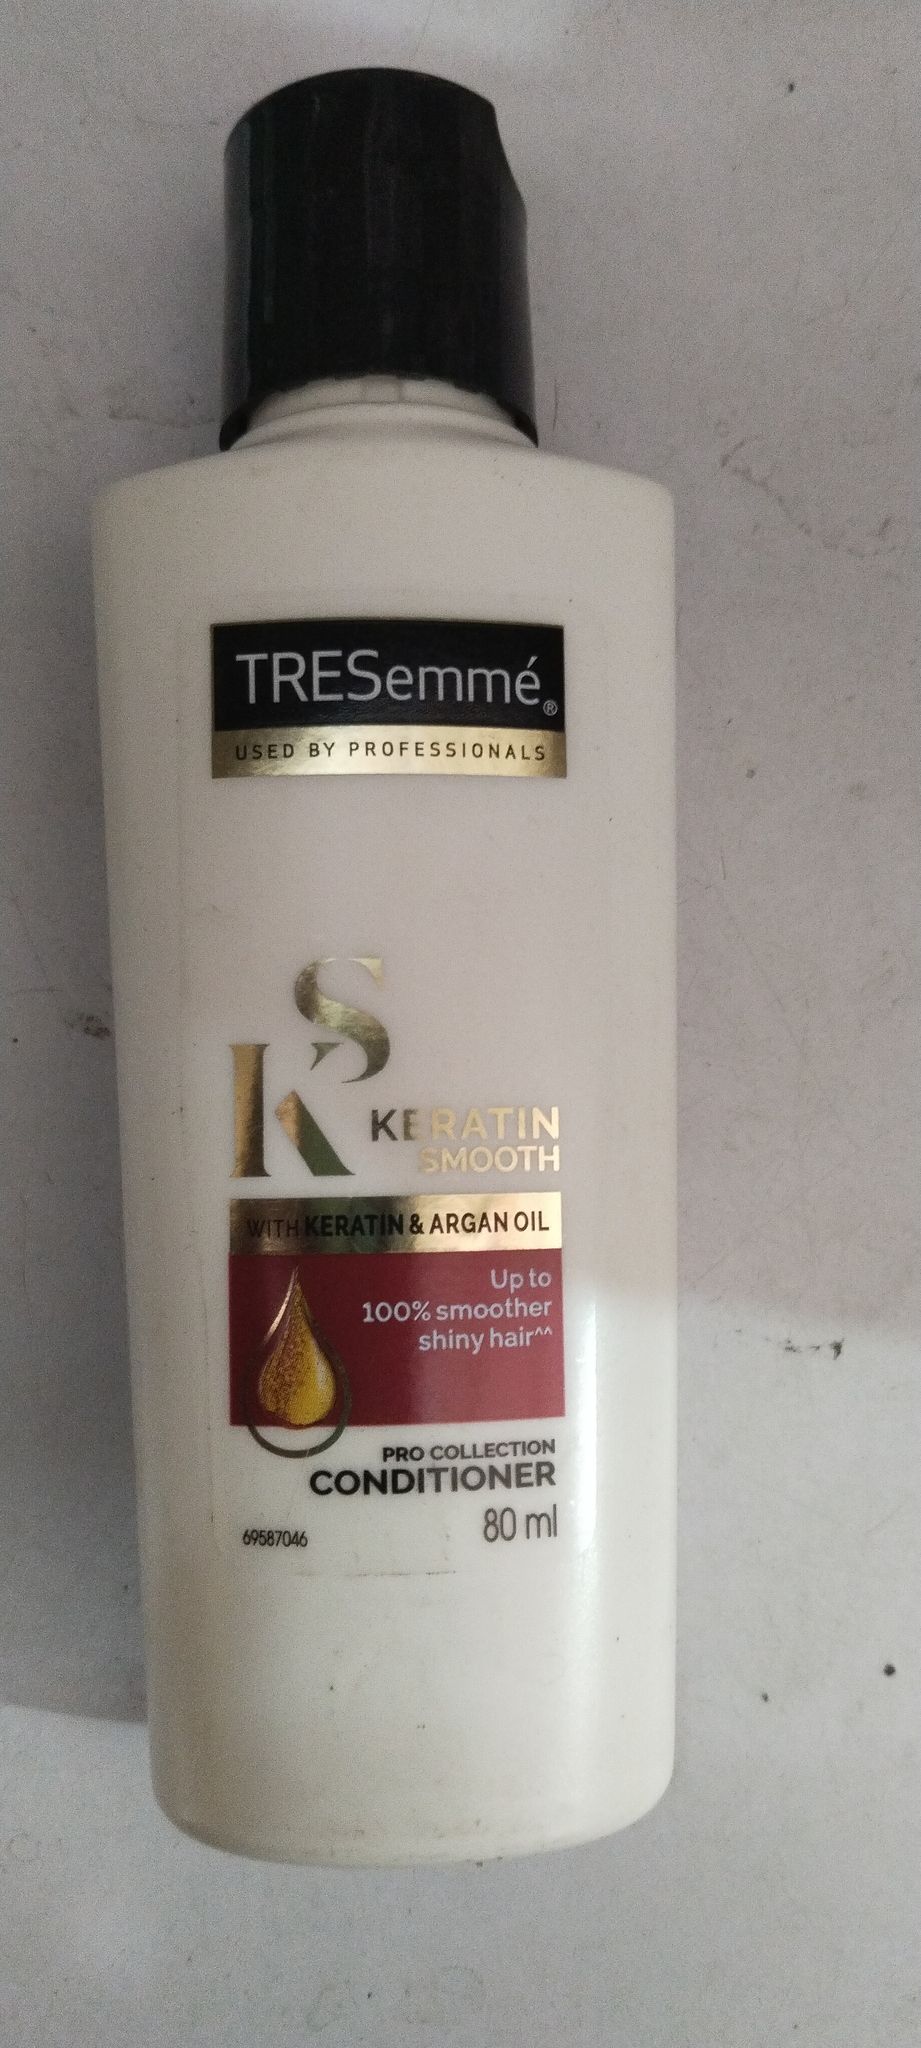 TRESemmé®
USED BY PROFESSIONALS
KS
KERATIN
SMOOTH
WITH KERATIN & ARGAN OIL
Up to
100% smoother
shiny hair^^
PRO COLLECTION
CONDITIONER
80 ml
69587046